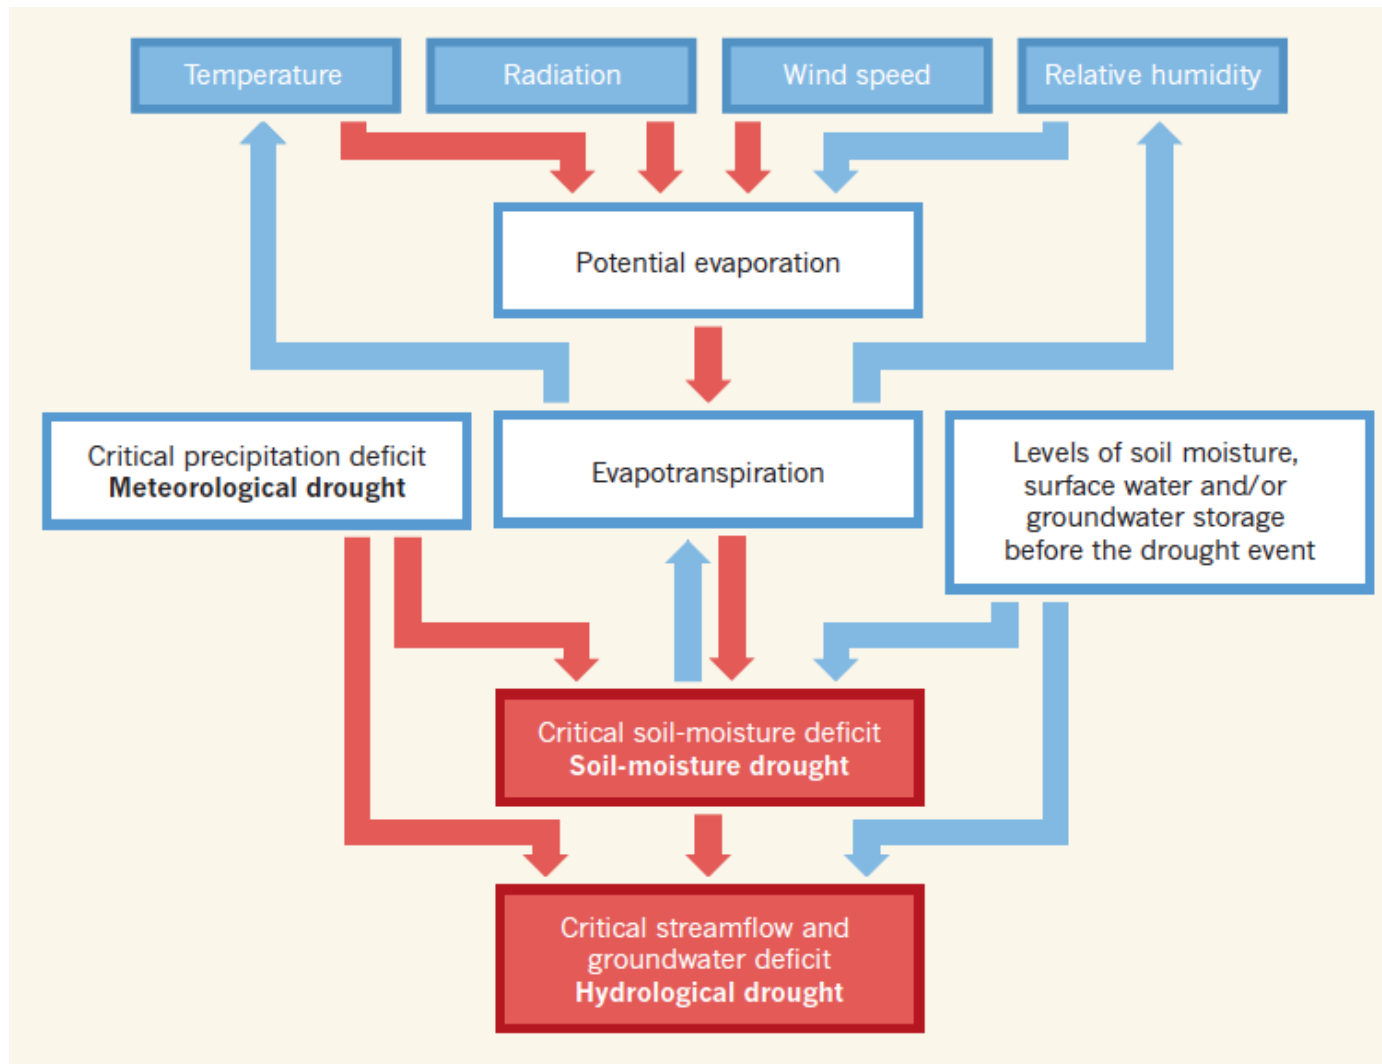 Temperature
Radiation
Wind speed
Relative humidity
Potential evaporation
Critical precipitation deficit
Meteorological drought
Evapotranspiration
Levels of soil moisture,
surface water and/or
groundwater storage
before the drought event
Critical soil-moisture deficit
Soil-moisture drought
Critical streamflow and
groundwater deficit
Hydrological drought